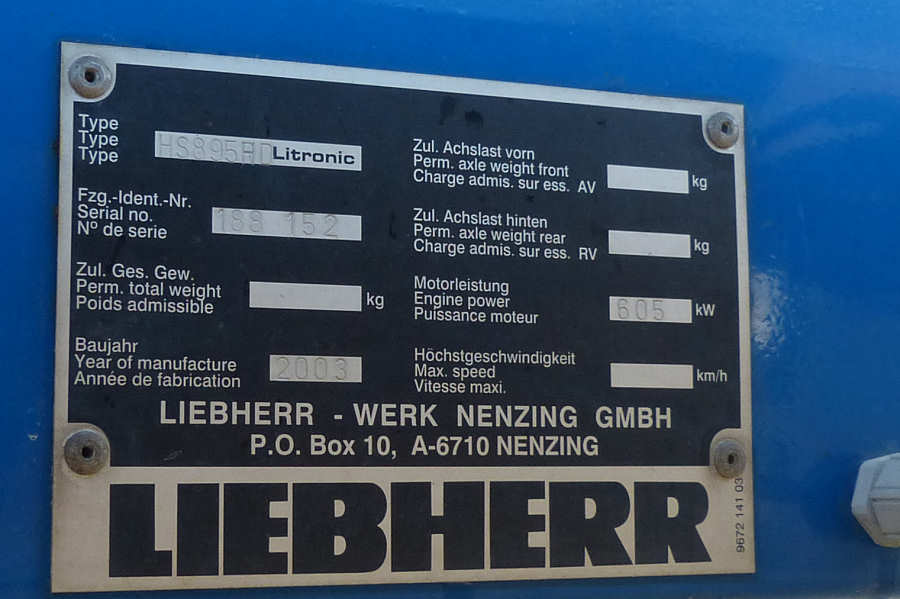 Type
Type
Type
HS895HD Litronic
Fzg.-Ident.-Nr.
Serial no.
Nº de serie
188 152
Zul. Ges. Gew.
Perm. total weight
Poids admissible
kg
Baujahr
Year of manufacture
Année de fabrication
2003
Zul. Achslast vorn
Perm. axle weight front
Charge admis. sur ess. AV
kg
Zul. Achslast hinten
Perm. axle weight rear
Charge admis. sur ess. RV
kg
Motorleistung
Engine power
Puissance moteur
605 kW
Höchstgeschwindigkeit
Max. speed
Vitesse maxi.
km/h
LIEBHERR - WERK NENZING GMBH
P.O. Box 10, A-6710 NENZING
LIEBHERR
9672 141 03